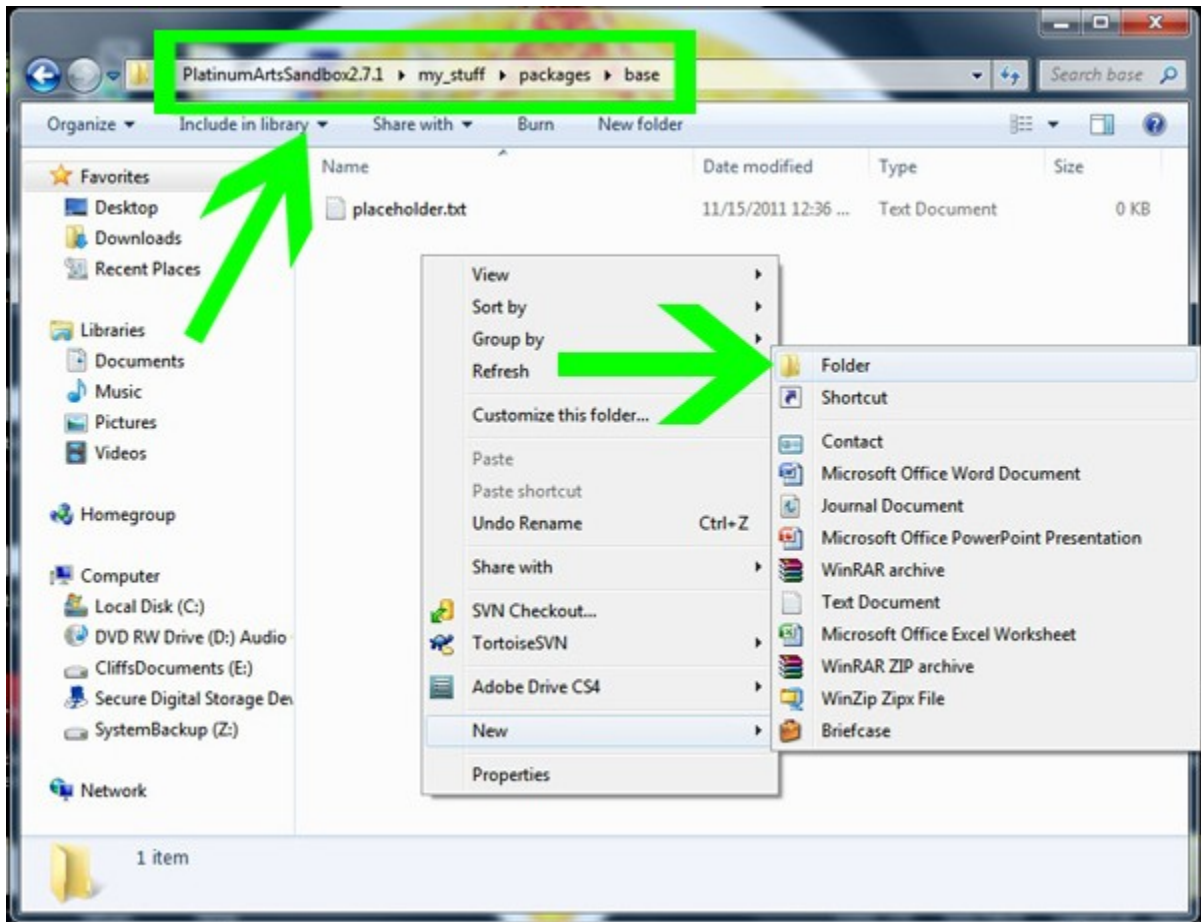 PlatinumArtsSandbox2.7.1 ▸ my_stuff ▸ packages ▸ base
Search base
Organize Include in library Share with Burn New folder
Name Date modified Type Size
placeholder.txt 11/15/2011 12:36 ... Text Document 0 KB
Favorites
Desktop
Downloads
Recent Places
Libraries
Documents
Music
Pictures
Videos
Homegroup
Computer
Local Disk (C:)
DVD RW Drive (D:) Audio
CliffsDocuments (E:)
Secure Digital Storage Dev
SystemBackup (Z:)
Network
View
Sort by
Group by
Refresh
Customize this folder...
Paste
Paste shortcut
Undo Rename Ctrl+Z
Share with
SVN Checkout...
TortoiseSVN
Adobe Drive CS4
New
Properties
Folder
Shortcut
Contact
Microsoft Office Word Document
Journal Document
Microsoft Office PowerPoint Presentation
WinRAR archive
Text Document
Microsoft Office Excel Worksheet
WinRAR ZIP archive
WinZip Zipx File
Briefcase
1 item